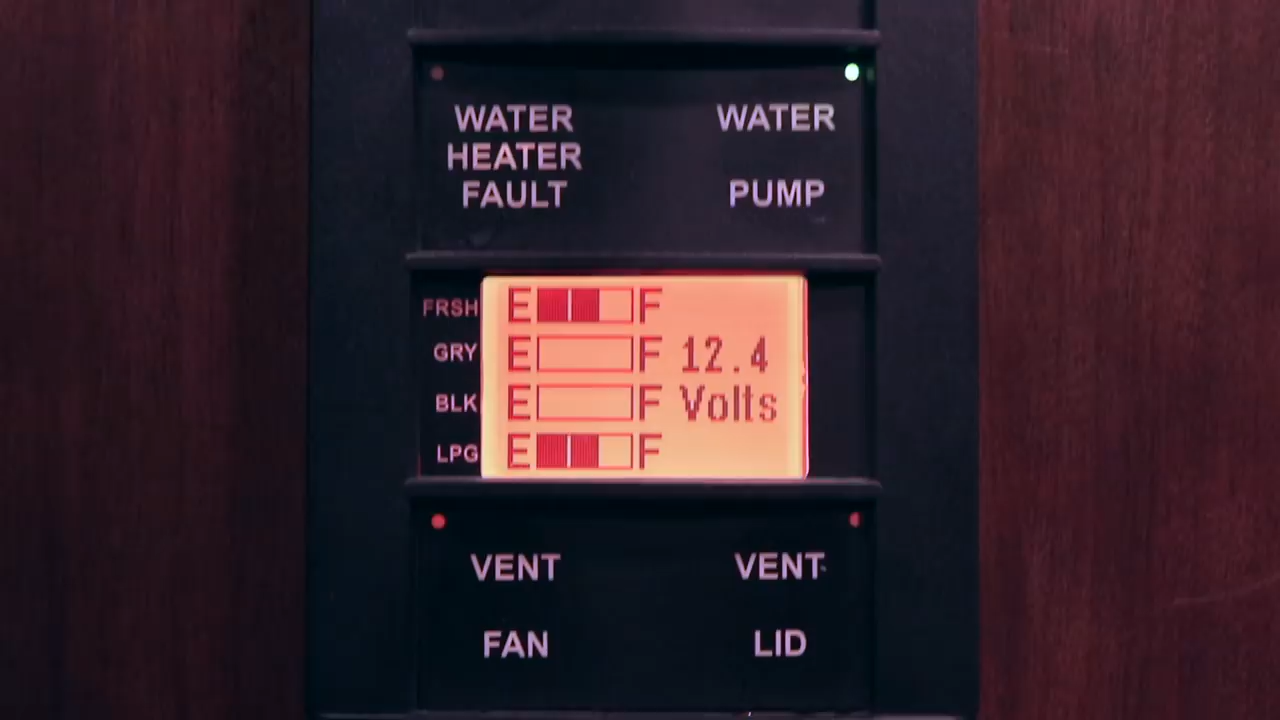 WATER HEATER FAULT
WATER PUMP
FRSH E F
GRY E F 12.4
BLK E F Volts
LPG E F
VENT FAN
VENT LID